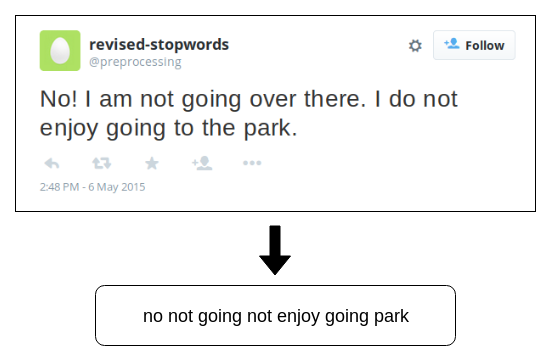 revised-stopwords
Follow
@preprocessing
No! I am not going over there. I do not
enjoy going to the park.
2:48 PM - 6 May 2015
no not going not enjoy going park